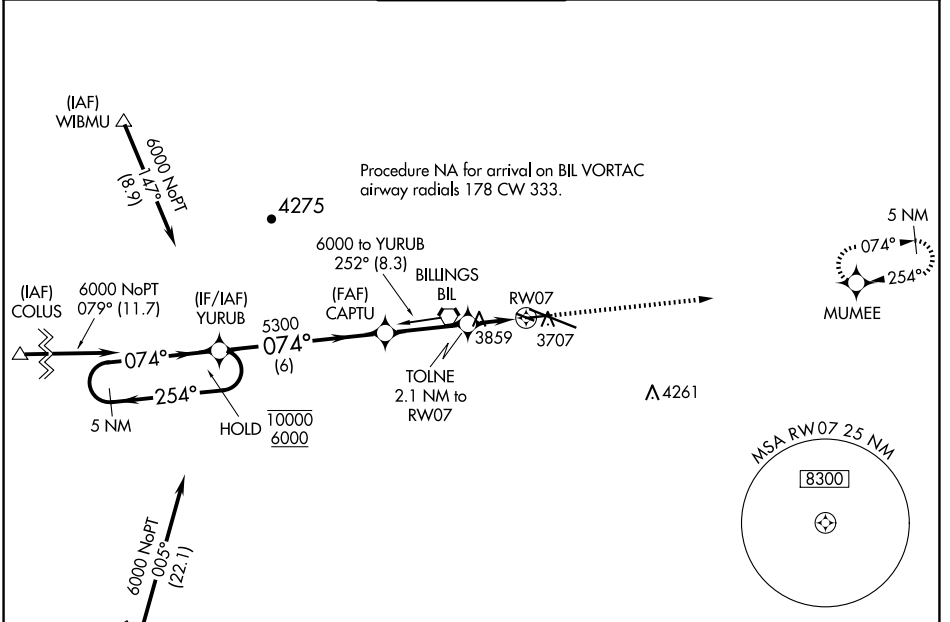 (IAF)
WIBMU
6000 NoPT
147°
(8.9)
Procedure NA for arrival on BIL VORTAC
airway radials 178 CW 333.
4275
5 NM
074°
254°
MUMEE
6000 to YURUB
252° (8.3)
BILLINGS
BIL
(IAF)
COLUS
6000 NoPT
079° (11.7)
(IF/IAF)
YURUB
(FAF)
CAPTU
RW07
5300
074°
(6)
3859
3707
074°
254°
5 NM
HOLD
10000
6000
TOLNE
2.1 NM to
RW07
4261
MSA RW07 25 NM
8300
6000 NoPT
005°
(22.1)